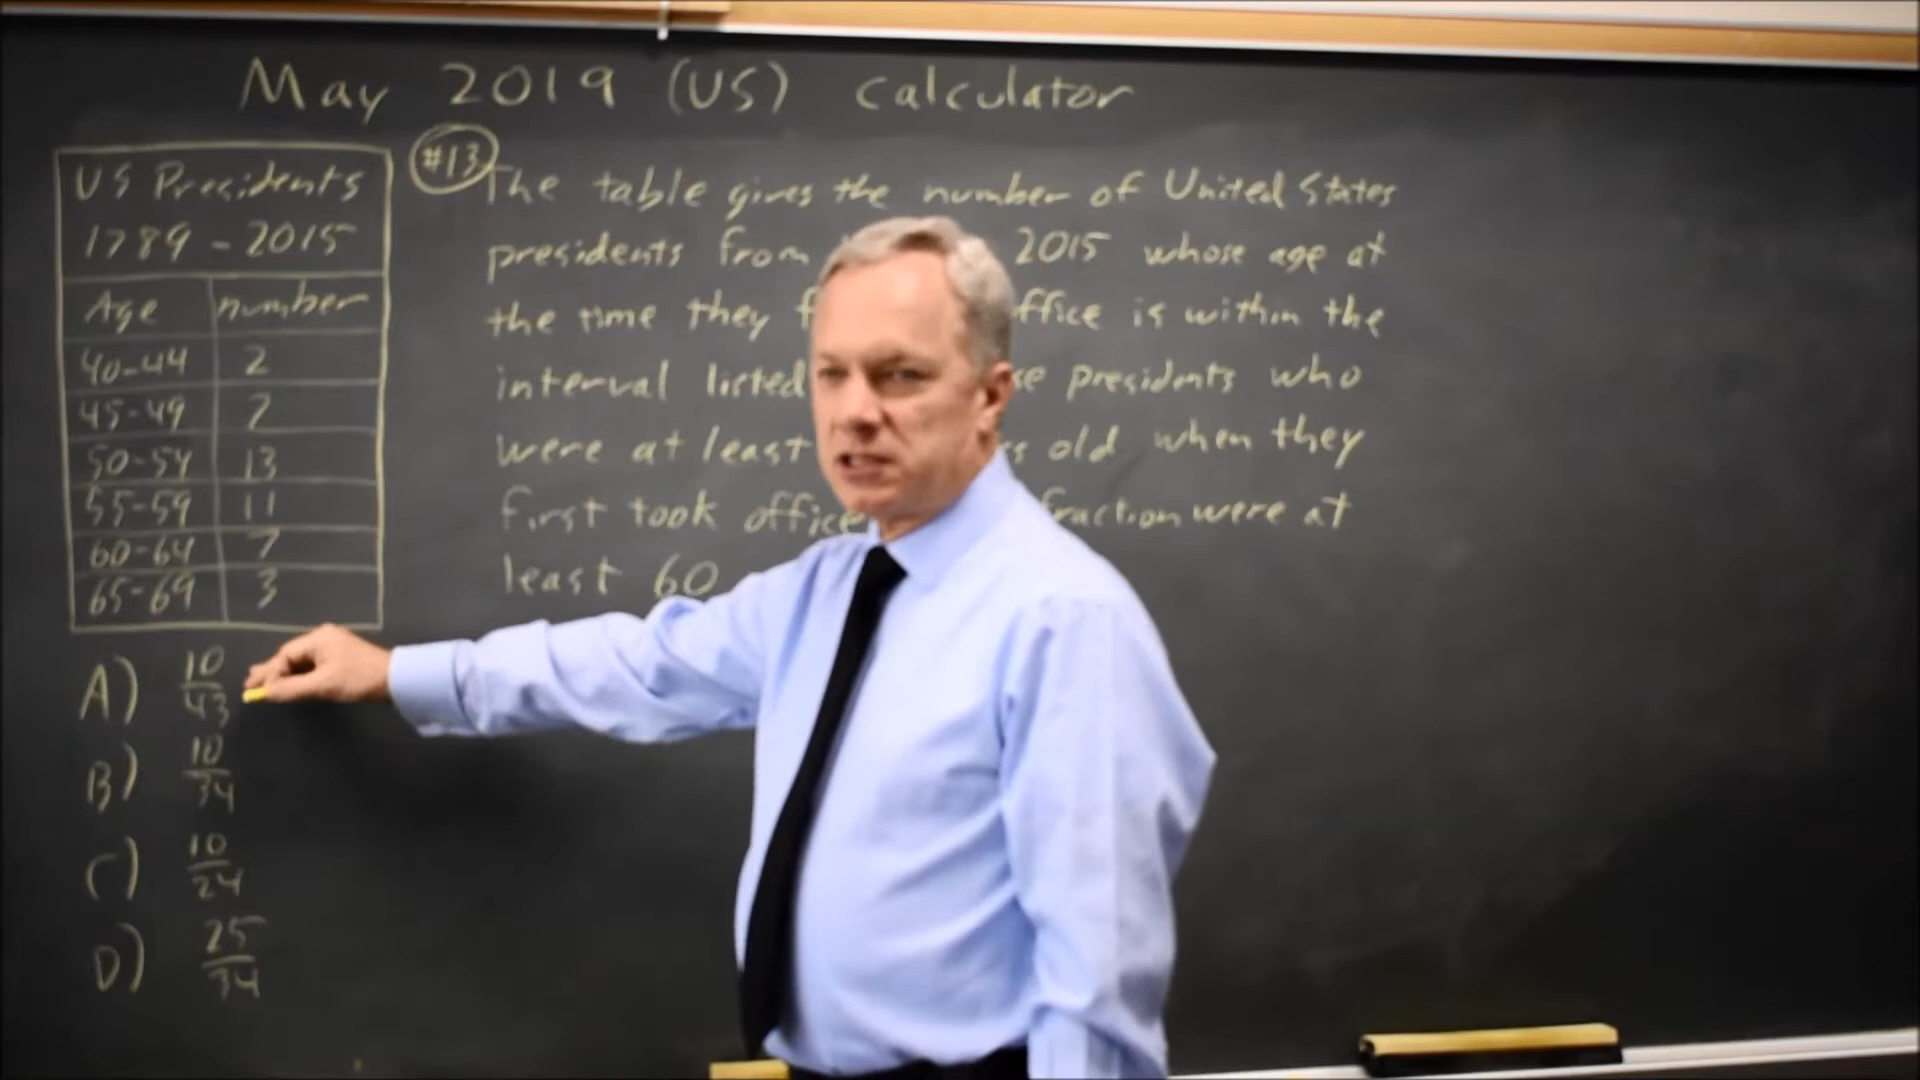 May 2019 (US) Calculator
US Presidents
1789 - 2015
Age number
40-44 2
45-49 7
50-54 13
55-59 11
60-64 7
65-69 3
#13 The table gives the number of United States
presidents from 2015 whose age at
the time they office is within the
interval listed presidents who
were at least old when they
first took office fraction were at
least 60
A) 10/43
B) 10/34
C) 10/24
D) 25/34